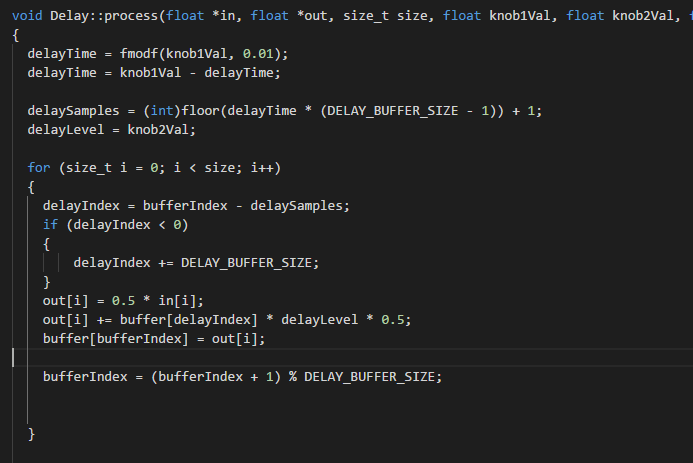 void Delay::process(float *in, float *out, size_t size, float knob1Val, float knob2Val,
{
delayTime = fmodf(knob1Val, 0.01);
delayTime = knob1Val - delayTime;
delaySamples = (int)floor(delayTime * (DELAY_BUFFER_SIZE - 1)) + 1;
delayLevel = knob2Val;
for (size_t i = 0; i < size; i++)
{
delayIndex = bufferIndex - delaySamples;
if (delayIndex < 0)
{
delayIndex += DELAY_BUFFER_SIZE;
}
out[i] = 0.5 * in[i];
out[i] += buffer[delayIndex] * delayLevel * 0.5;
buffer[bufferIndex] = out[i];
bufferIndex = (bufferIndex + 1) % DELAY_BUFFER_SIZE;
}